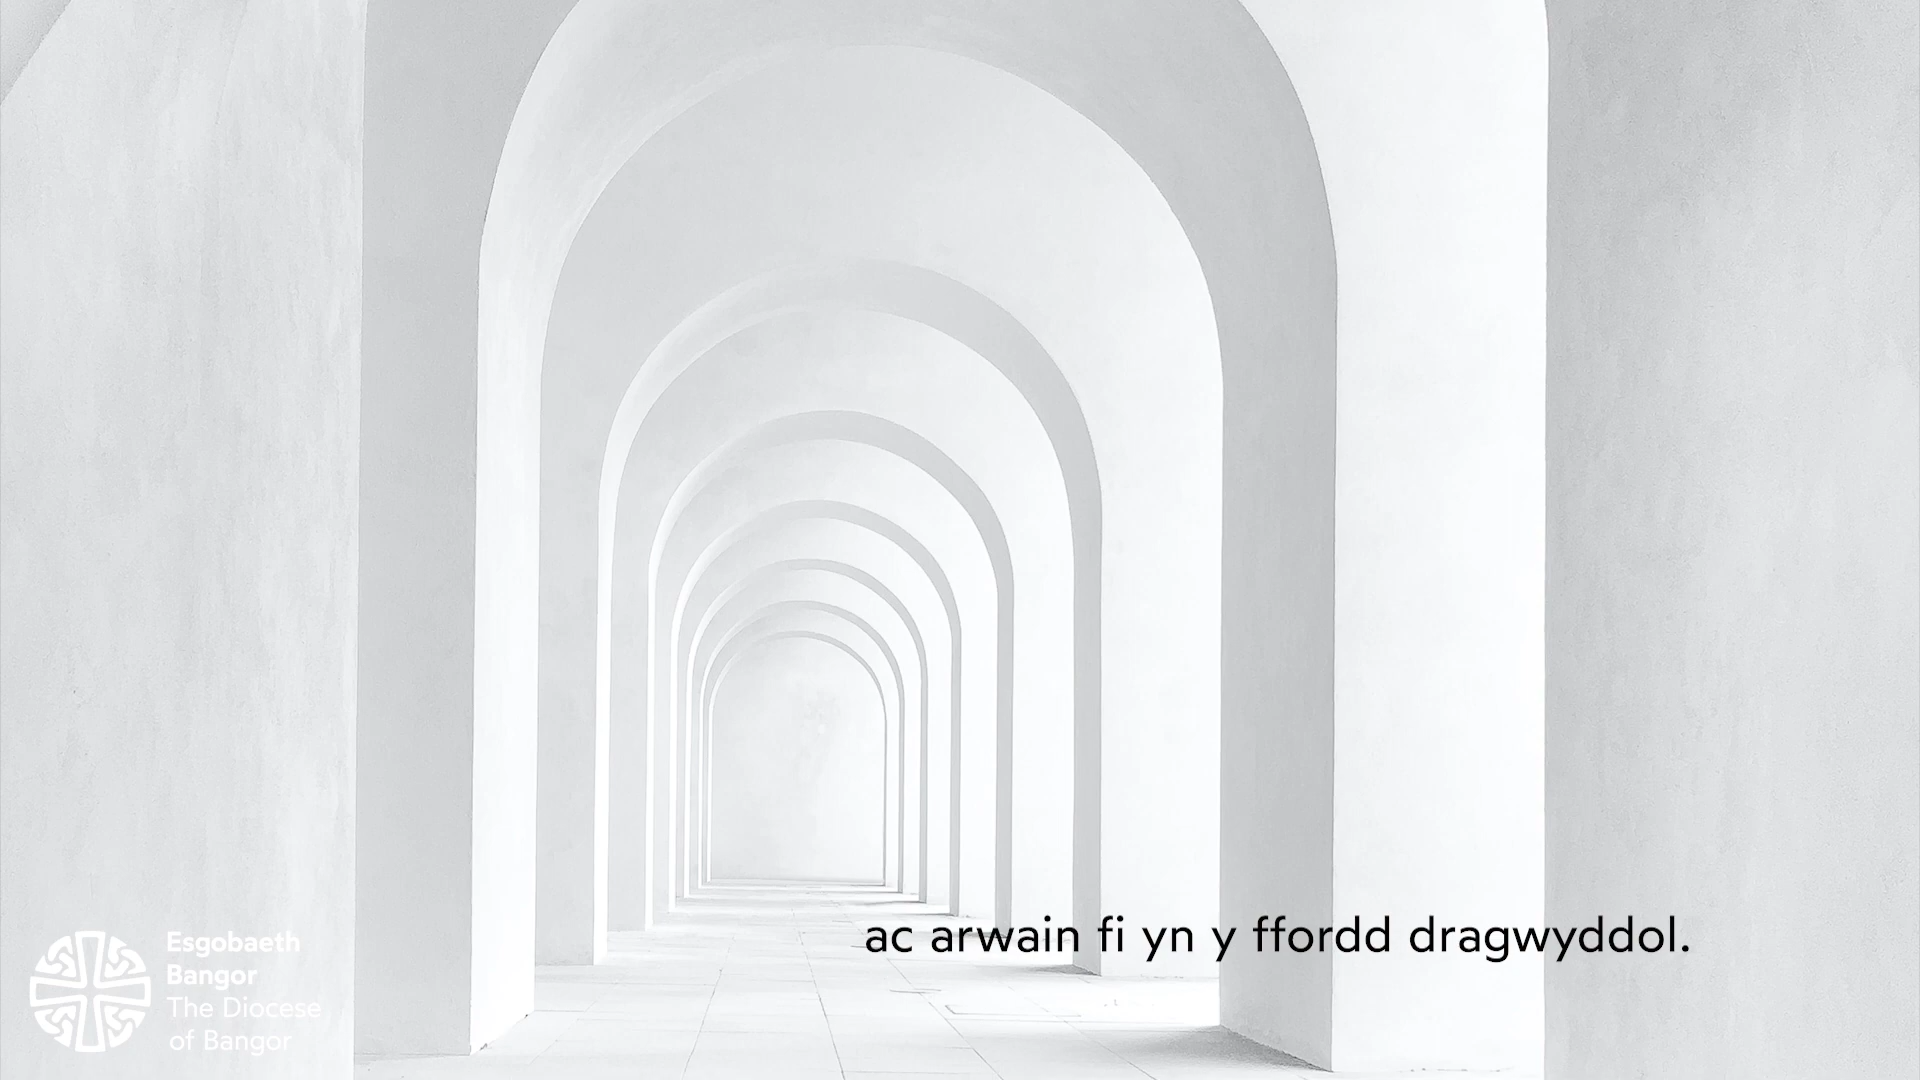 ac arwain fi yn y ffordd dragwyddol.
Esgobaeth
Bangor
The Diocese
of Bangor